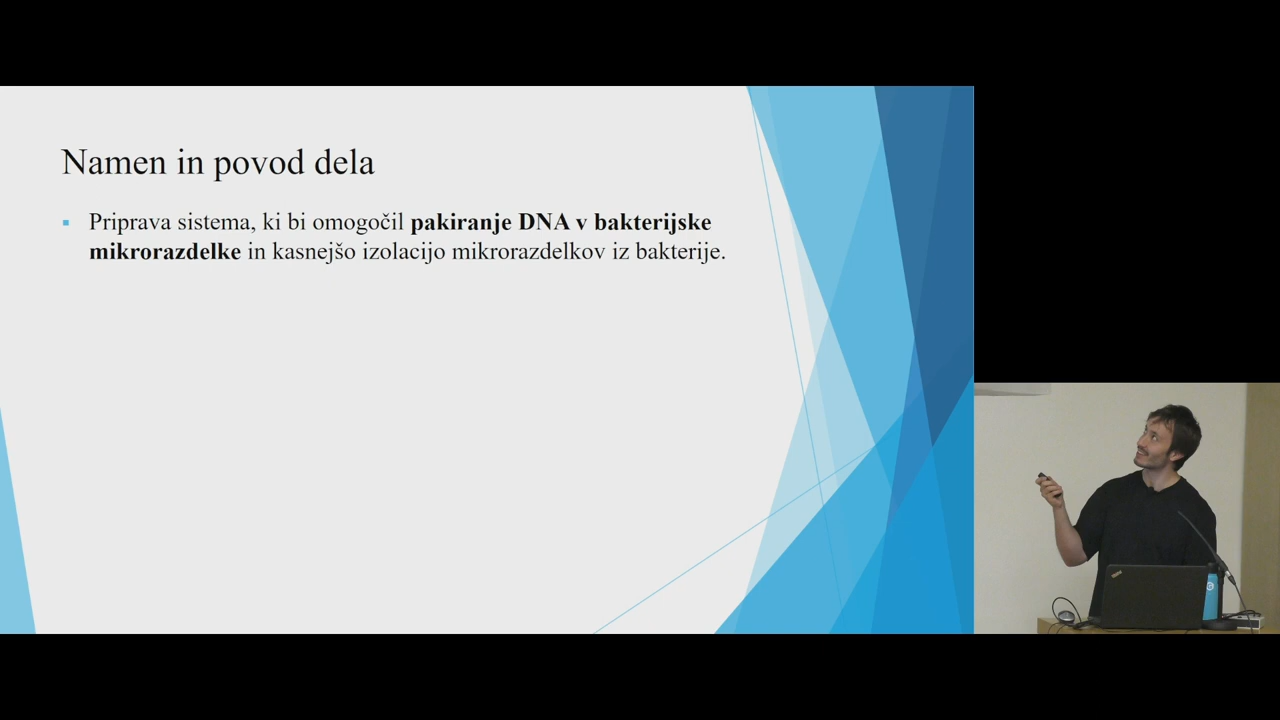 Namen in povod dela
Priprava sistema, ki bi omogočil pakiranje DNA v bakterijske
mikrorazdelke in kasnejšo izolacijo mikrorazdelkov iz bakterije.